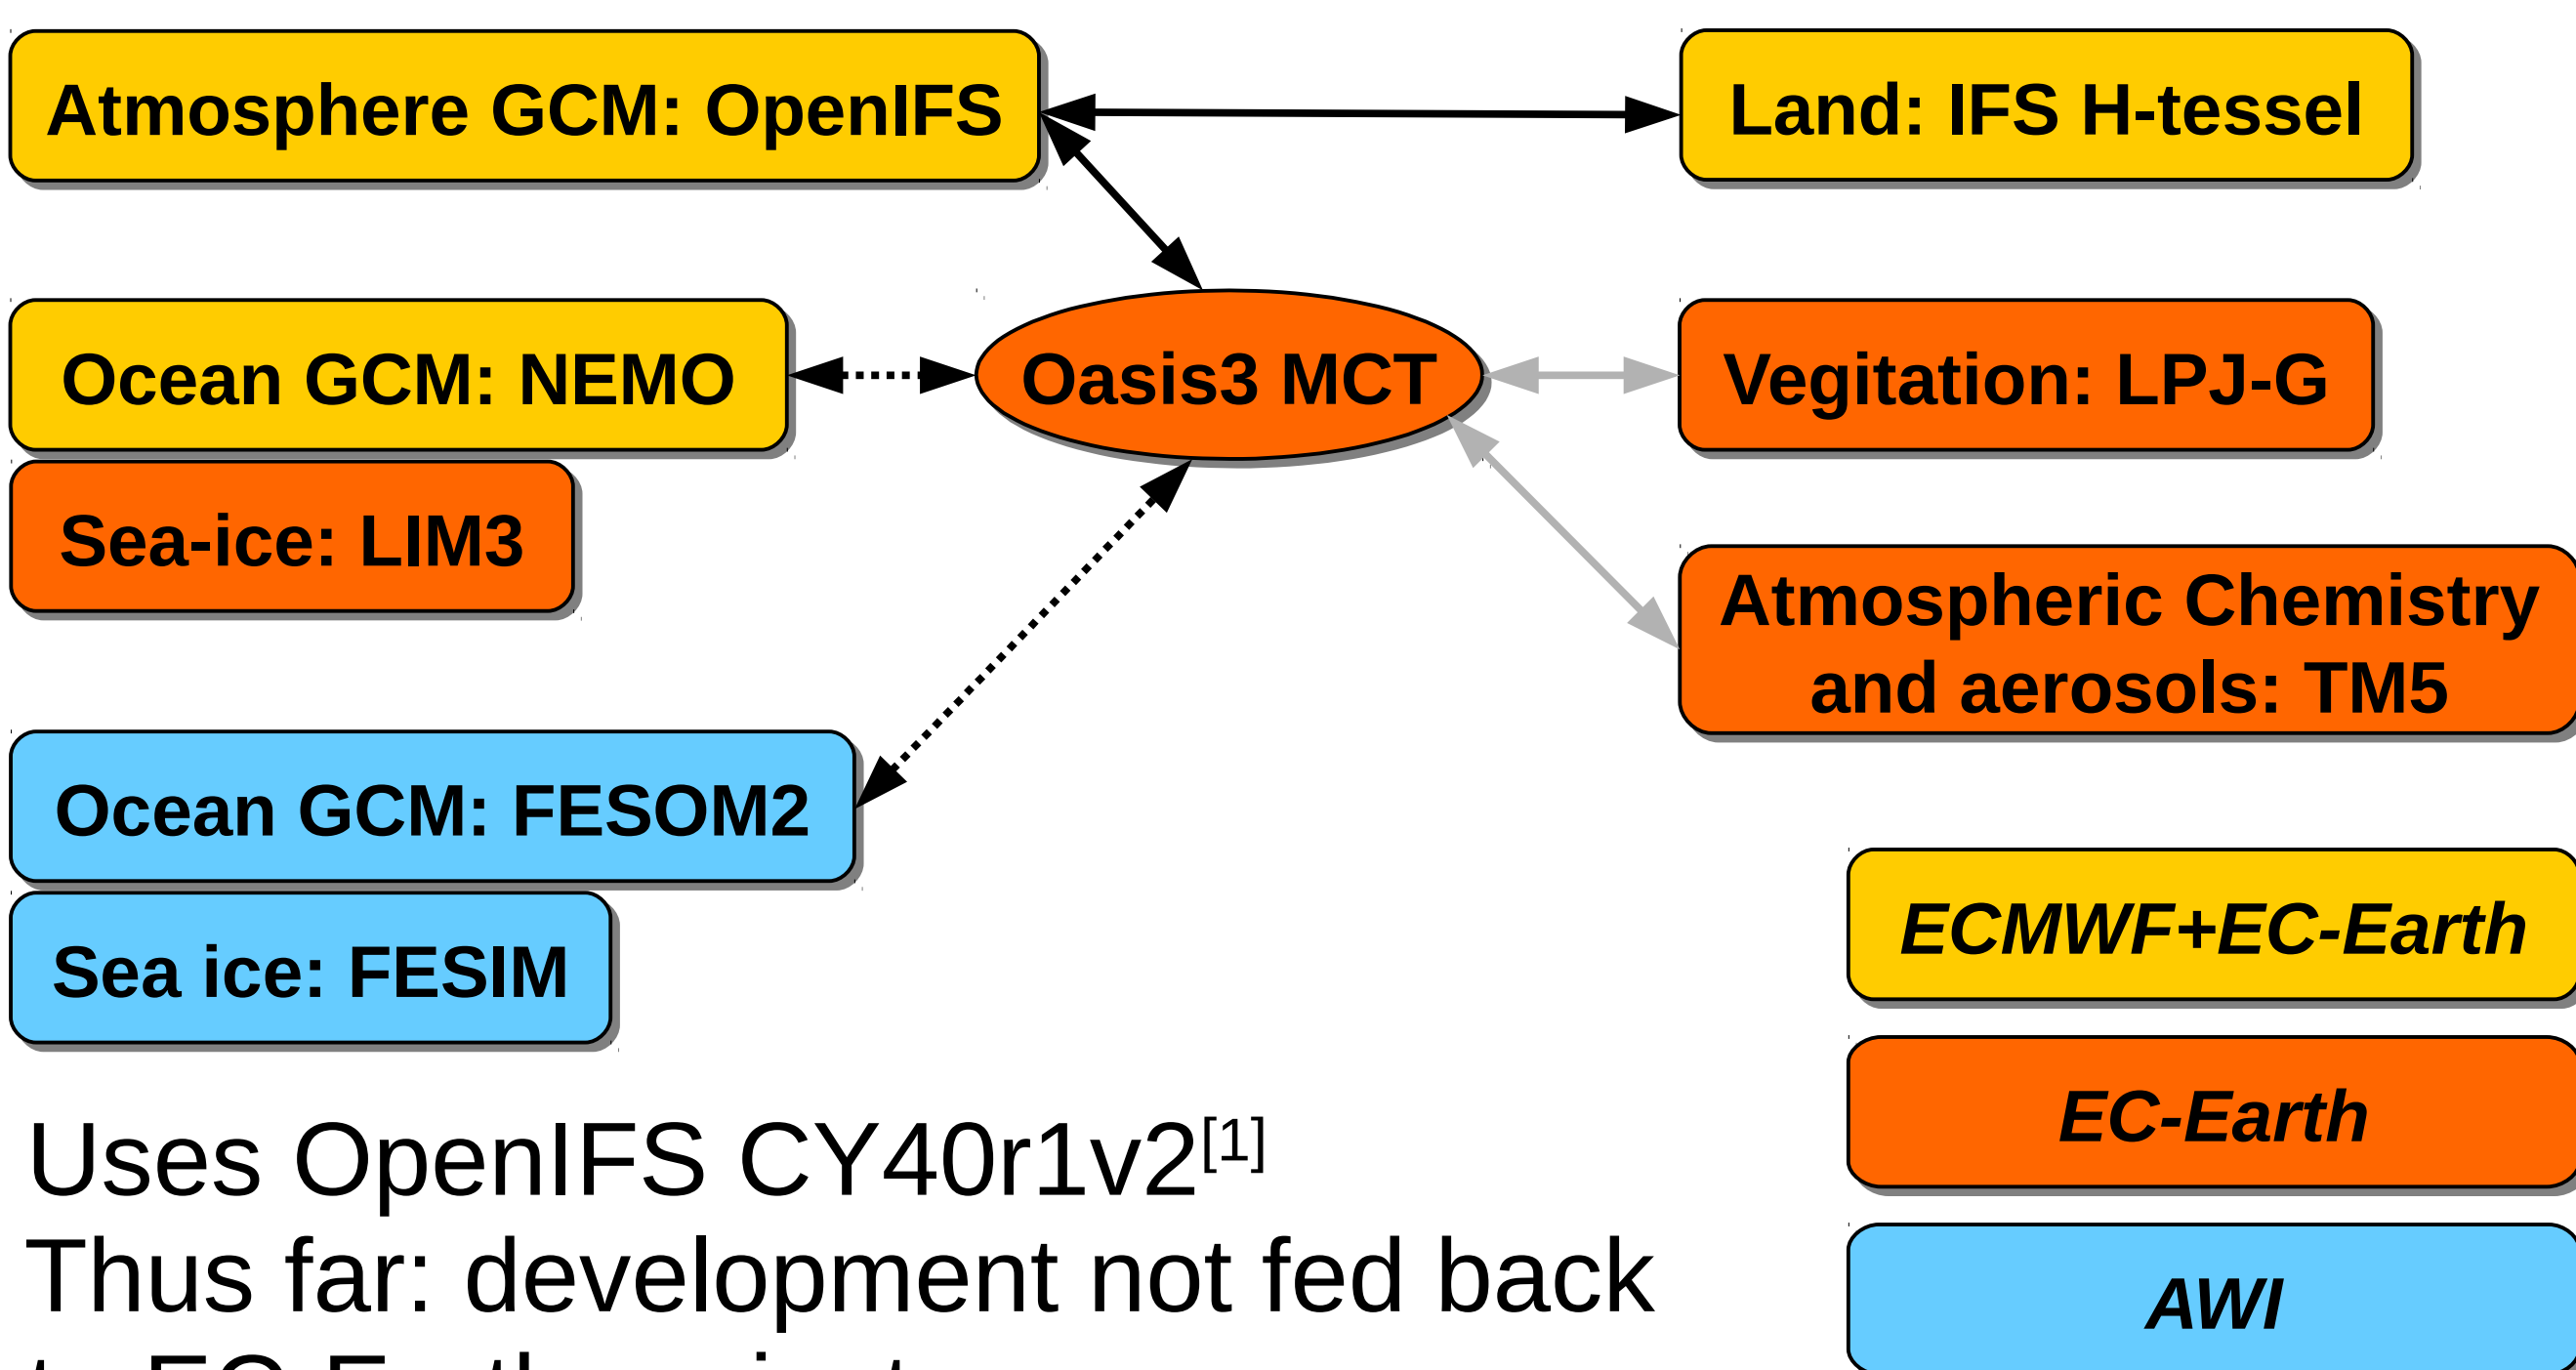 Atmosphere GCM: OpenIFS
Land: IFS H-tessel
Ocean GCM: NEMO
Oasis3 MCT
Vegitation: LPJ-G
Sea-ice: LIM3
Atmospheric Chemistry
and aerosols: TM5
Ocean GCM: FESOM2
Sea ice: FESIM
ECMWF+EC-Earth
EC-Earth
AWI
Uses OpenIFS CY40r1v2[1]
Thus far: development not fed back